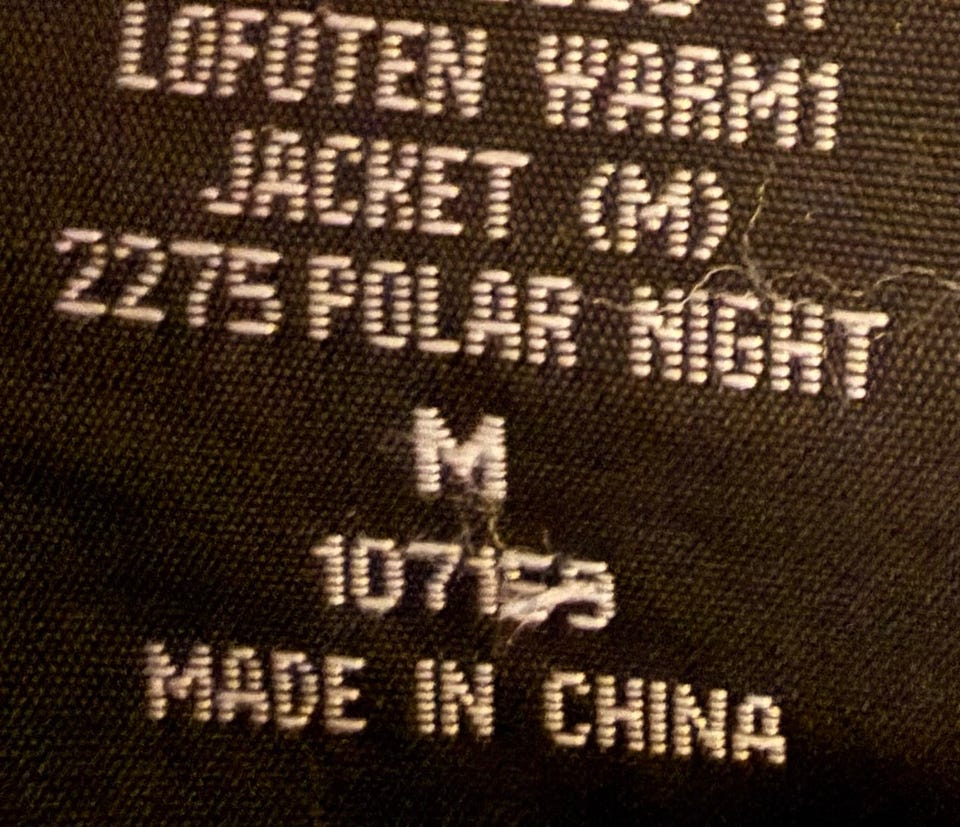 LOFOTEN WARM1
JACKET (M)
2275 POLAR NIGHT
M
MADE IN CHINA